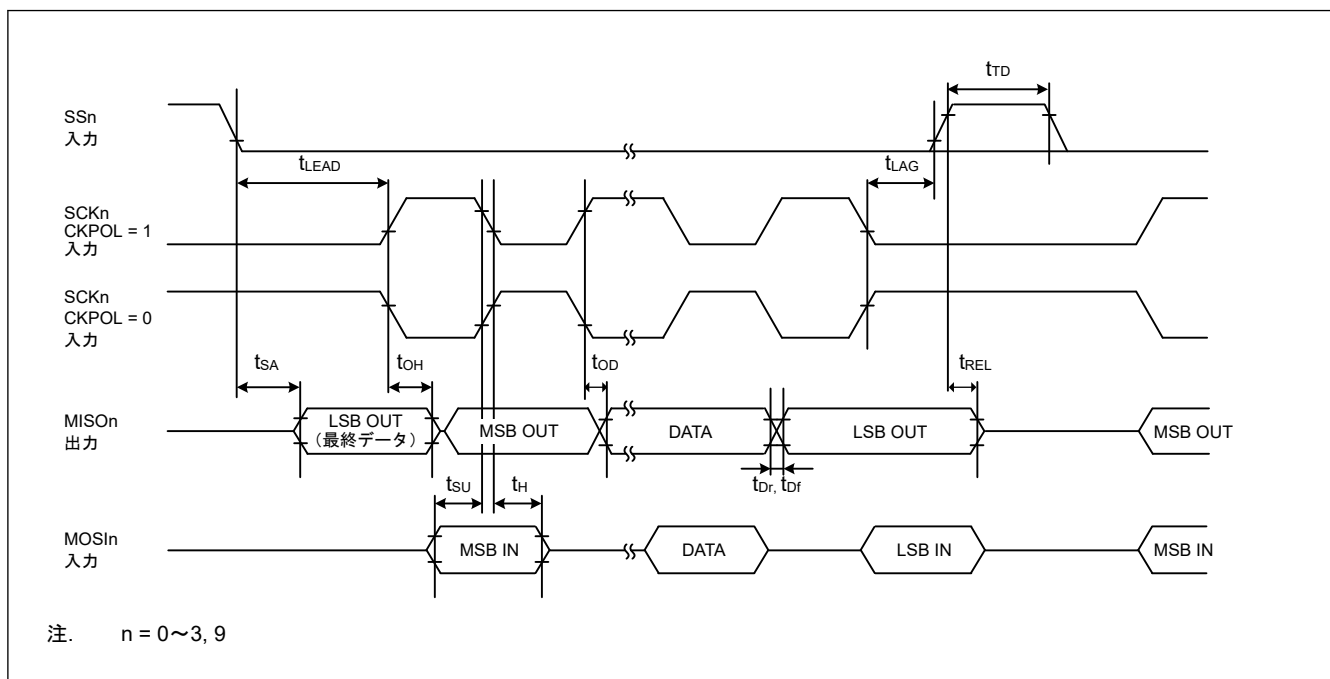 tTD
SSn
入力
tLEAD
tLAG
SCKn
CKPOL = 1
入力
SCKn
CKPOL = 0
入力
tSA
tOH
tOD
tREL
MISOn
出力
LSB OUT
(最終データ)
MSB OUT
DATA
LSB OUT
MSB OUT
tSU
tH
tDr, tDf
MOSIn
入力
MSB IN
DATA
LSB IN
MSB IN
注. n = 0～3, 9